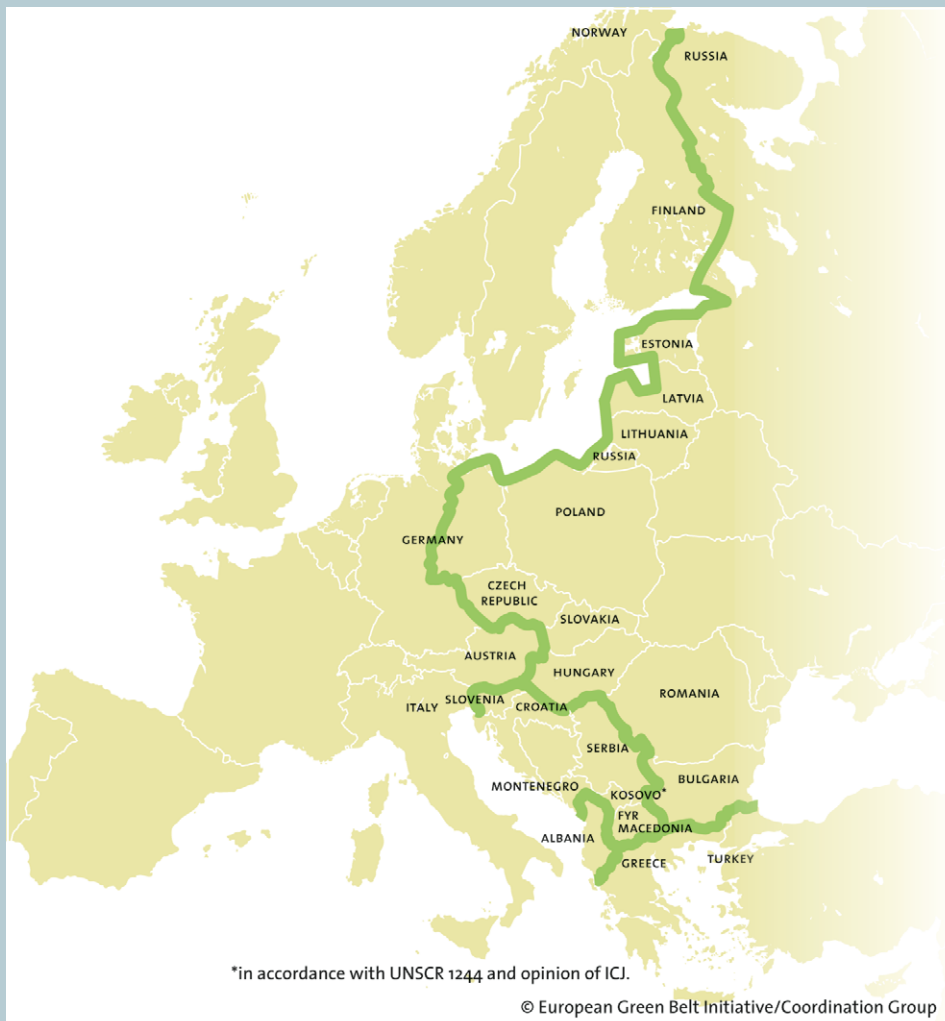 NORWAY
RUSSIA
FINLAND
ESTONIA
LATVIA
LITHUANIA
RUSSIA
POLAND
GERMANY
CZECH
REPUBLIC
SLOVAKIA
AUSTRIA
HUNGARY
ROMANIA
SLOVENIA
ITALY
CROATIA
SERBIA
BULGARIA
MONTENEGRO
KOSOVO*
FYR
MACEDONIA
ALBANIA
GREECE
TURKEY
*in accordance with UNSCR 1244 and opinion of ICJ.
© European Green Belt Initiative/Coordination Group